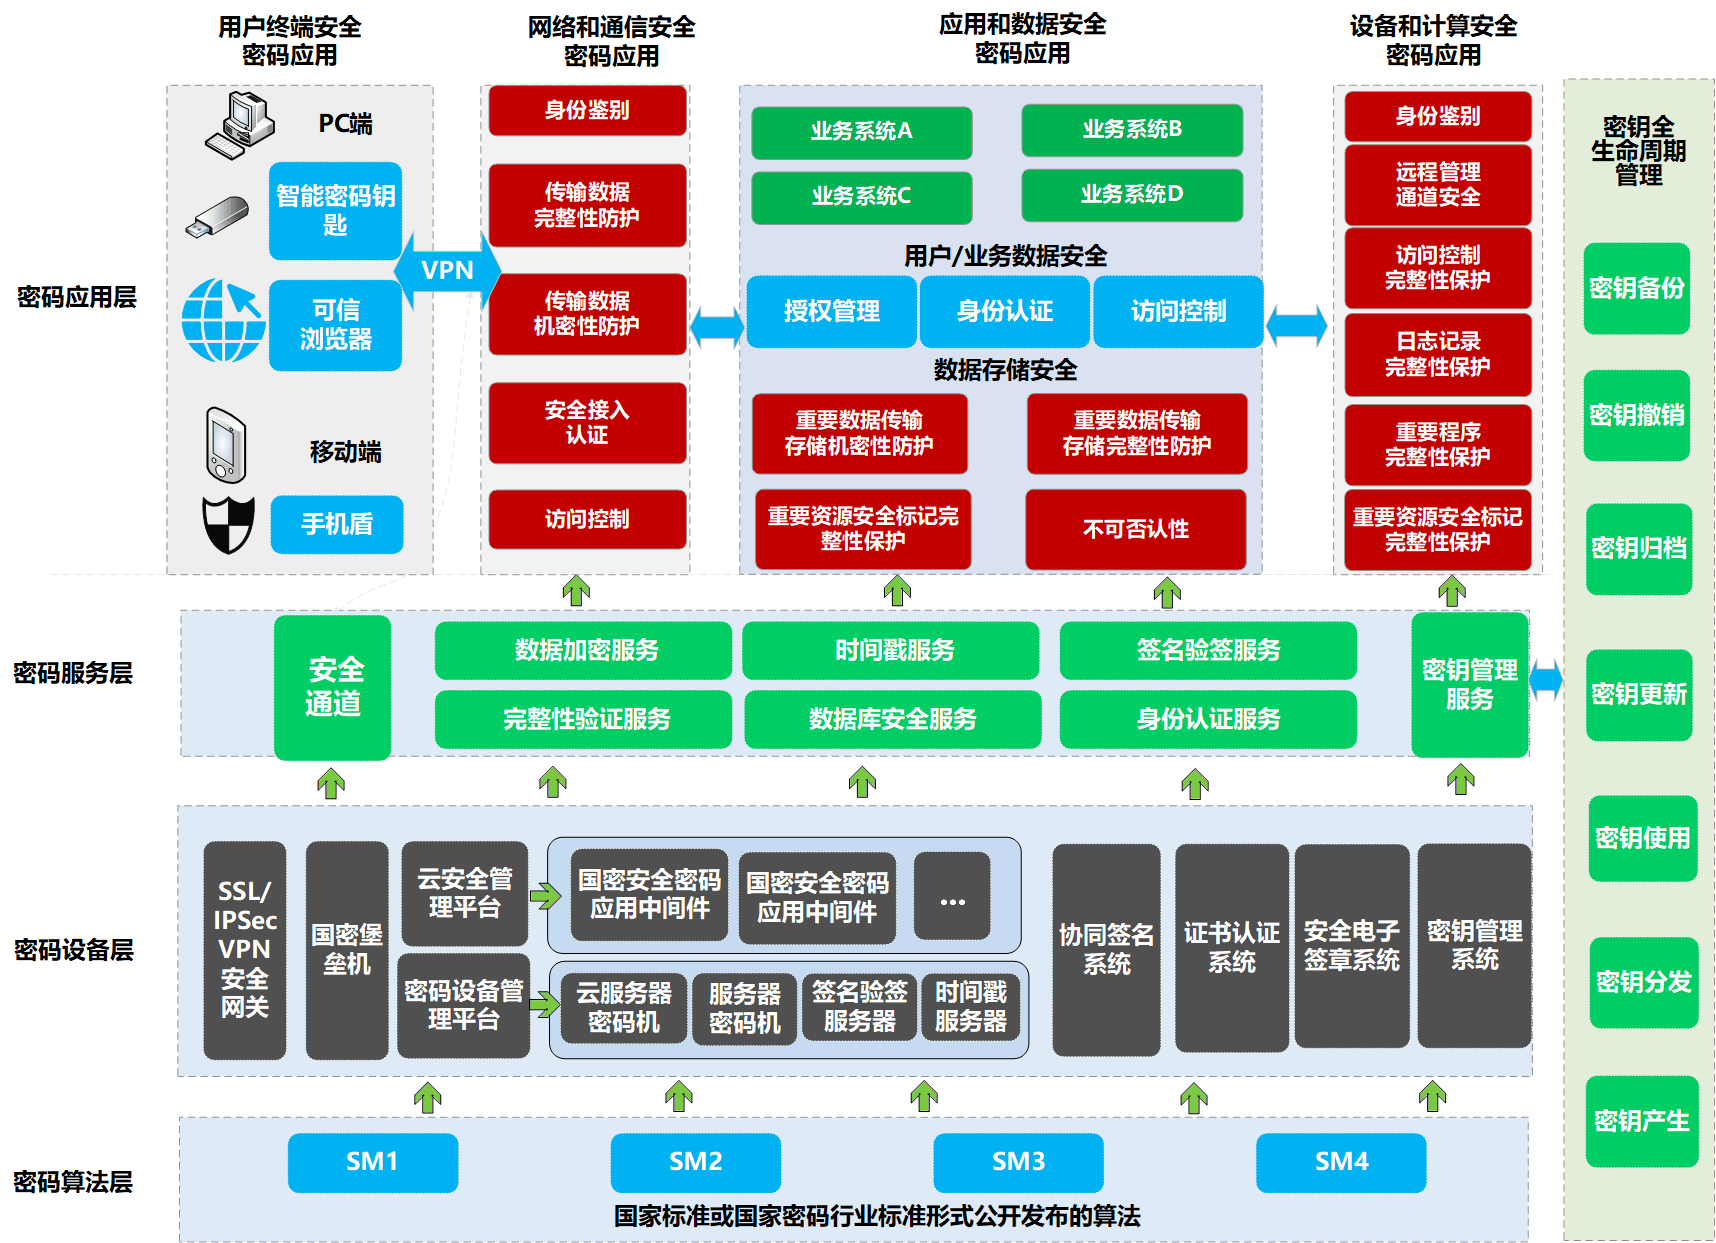 用户终端安全
密码应用
网络和通信安全
密码应用
应用和数据安全
密码应用
设备和计算安全
密码应用
密码应用层
PC端
智能密码钥
匙
可信
浏览器
移动端
手机盾
VPN
身份鉴别
传输数据
完整性防护
传输数据
机密性防护
安全接入
认证
访问控制
业务系统A
业务系统B
业务系统C
业务系统D
用户/业务数据安全
授权管理
身份认证
访问控制
数据存储安全
重要数据传输
存储机密性防护
重要数据传输
存储完整性防护
重要资源安全标记完
整性保护
不可否认性
身份鉴别
远程管理
通道安全
访问控制
完整性保护
日志记录
完整性保护
重要程序
完整性保护
重要资源安全标记
完整性保护
密钥全
生命周期
管理
密钥备份
密钥撤销
密钥归档
密钥更新
密钥使用
密钥分发
密钥产生
密码服务层
安全
通道
数据加密服务
时间戳服务
签名验签服务
完整性验证服务
数据库安全服务
身份认证服务
密钥管理
服务
密码设备层
SSL/
IPSec
VPN
安全
网关
国密堡
垒机
云安全管
理平台
密码设备管
理平台
国密安全密码
应用中间件
国密安全密码
应用中间件
...
云服务器
密码机
服务器
密码机
签名验签
服务器
时间戳
服务器
协同签名
系统
证书认证
系统
安全电子
签章系统
密钥管理
系统
密码算法层
SM1
SM2
SM3
SM4
国家标准或国家密码行业标准形式公开发布的算法